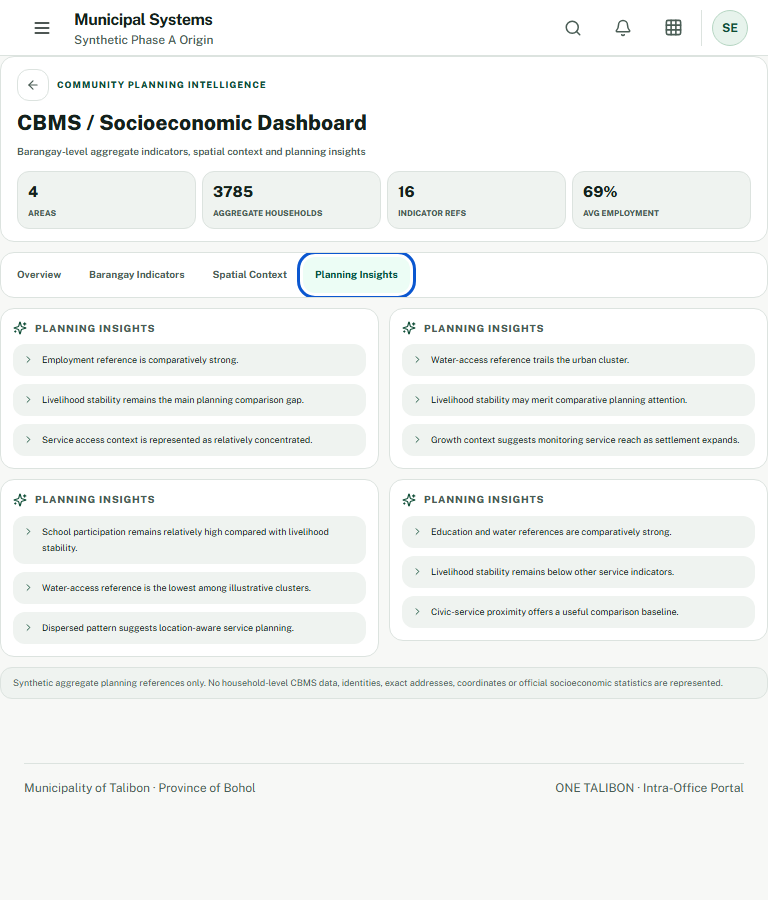 Municipal Systems
Synthetic Phase A Origin
SE
COMMUNITY PLANNING INTELLIGENCE
CBMS / Socioeconomic Dashboard
Barangay-level aggregate indicators, spatial context and planning insights
4
AREAS
3785
AGGREGATE HOUSEHOLDS
16
INDICATOR REFS
69%
AVG EMPLOYMENT
Overview
Barangay Indicators
Spatial Context
Planning Insights
PLANNING INSIGHTS
Employment reference is comparatively strong.
Livelihood stability remains the main planning comparison gap.
Service access context is represented as relatively concentrated.
PLANNING INSIGHTS
Water-access reference trails the urban cluster.
Livelihood stability may merit comparative planning attention.
Growth context suggests monitoring service reach as settlement expands.
PLANNING INSIGHTS
School participation remains relatively high compared with livelihood
stability.
Water-access reference is the lowest among illustrative clusters.
Dispersed pattern suggests location-aware service planning.
PLANNING INSIGHTS
Education and water references are comparatively strong.
Livelihood stability remains below other service indicators.
Civic-service proximity offers a useful comparison baseline.
Synthetic aggregate planning references only. No household-level CBMS data, identities, exact addresses, coordinates or official socioeconomic statistics are represented.
Municipality of Talibon · Province of Bohol
ONE TALIBON · Intra-Office Portal